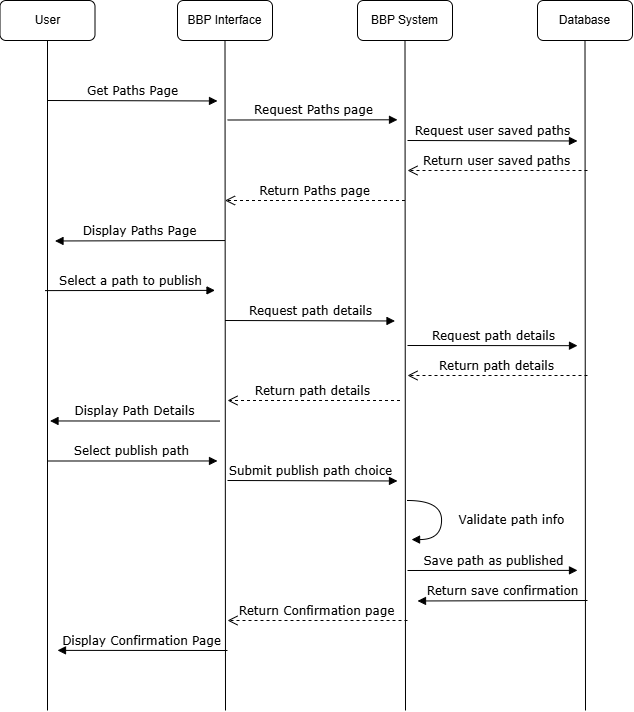 User
BBP Interface
BBP System
Database
Get Paths Page
Request Paths page
Request user saved paths
Return user saved paths
Return Paths page
Display Paths Page
Select a path to publish
Request path details
Request path details
Return path details
Return path details
Display Path Details
Select publish path
Submit publish path choice
Validate path info
Save path as published
Return save confirmation
Return Confirmation page
Display Confirmation Page